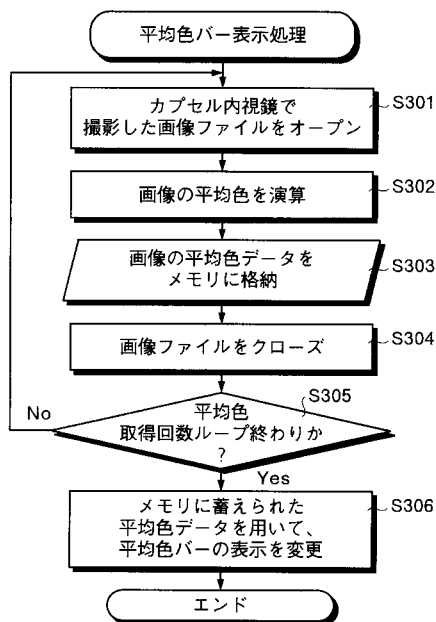 平均色バー表示処理
カプセル内視鏡で
撮影した画像ファイルをオープン
S301
画像の平均色を演算
S302
画像の平均色データを
メモリに格納
S303
画像ファイルをクローズ
S304
平均色
取得回数ループ終わりか
?
S305
No
Yes
メモリに蓄えられた
平均色データを用いて、
平均色バーの表示を変更
S306
エンド